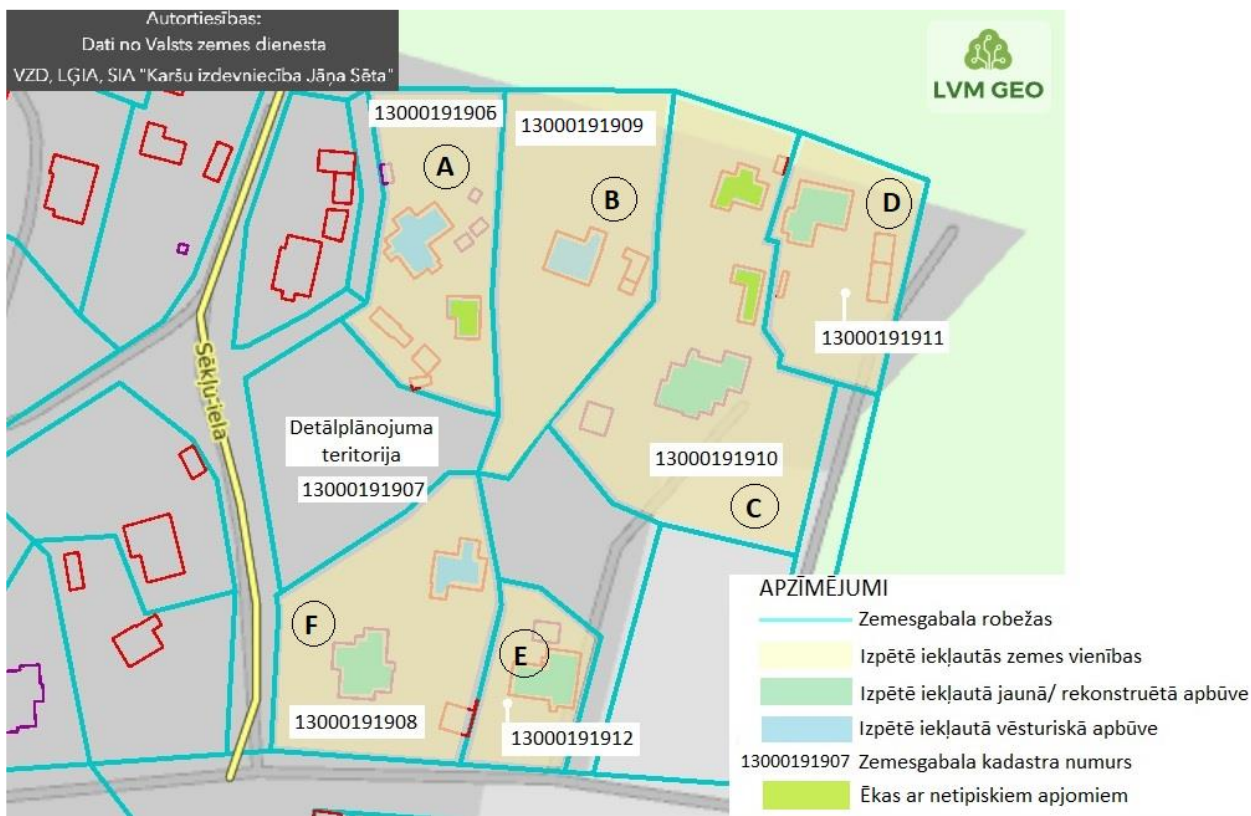 Autortiesības:
Dati no Valsts zemes dienesta
VZD, LĢIA, SIA "Karšu izdevniecība Jāņa Sēta"
LVM GEO
13000191906
13000191909
A
B
D
13000191911
Sēkļu-iela
Detālplānojuma
teritorija
13000191907
13000191910
C
F
E
13000191908
13000191912
APZĪMĒJUMI
Zemesgabala robežas
Izpētē iekļautās zemes vienības
Izpētē iekļautā jaunā/ rekonstruētā apbūve
Izpētē iekļautā vēsturiskā apbūve
13000191907 Zemesgabala kadastra numurs
Ēkas ar netipiskiem apjomiem